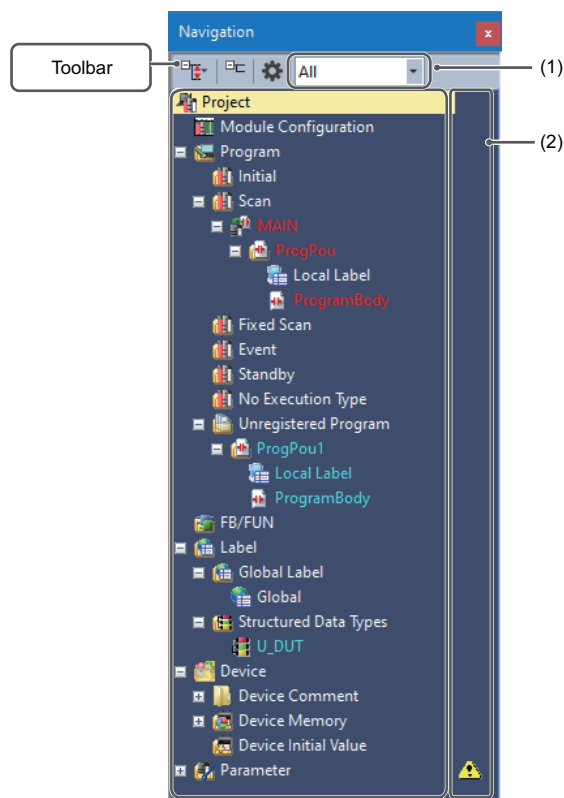 Navigation
x
Toolbar
All
(1)
Project
Module Configuration
(2)
Program
Initial
Scan
MAIN
ProgPou
Local Label
ProgramBody
Fixed Scan
Event
Standby
No Execution Type
Unregistered Program
ProgPou1
Local Label
ProgramBody
FB/FUN
Label
Global Label
Global
Structured Data Types
U_DUT
Device
Device Comment
Device Memory
Device Initial Value
Parameter